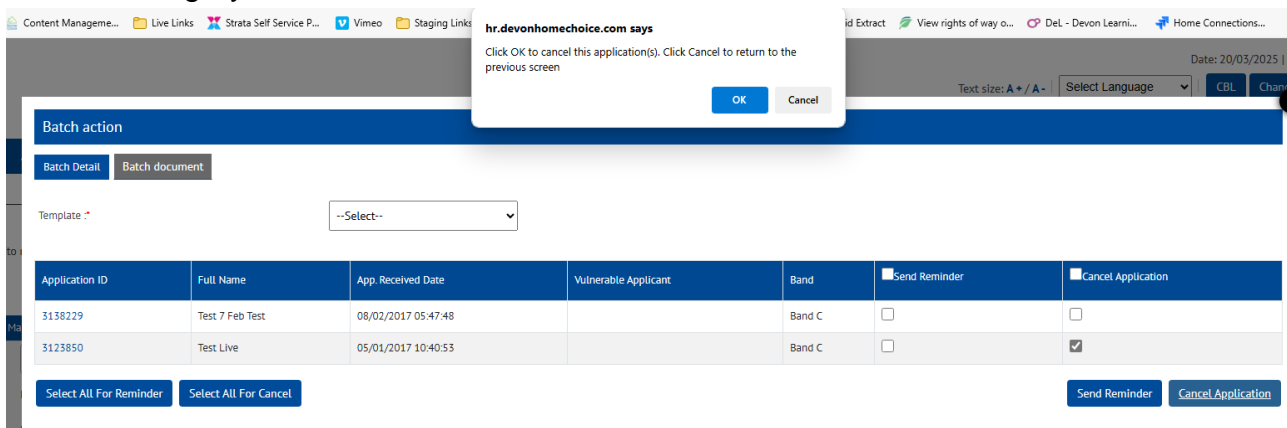 Content Manageme... Live Links Strata Self Service P... Vimeo Staging Links id Extract View rights of way o... DeL - Devon Learni... Home Connections...
hr.devonhomechoice.com says
Click OK to cancel this application(s). Click Cancel to return to the
previous screen
OK Cancel
Date: 20/03/2025 |
Text size: A + / A - Select Language CBL Chan
Batch action
Batch Detail Batch document
Template :* --Select--
to
Application ID Full Name App. Received Date Vulnerable Applicant Band Send Reminder Cancel Application
3138229 Test 7 Feb Test 08/02/2017 05:47:48 Band C
Ma
3123850 Test Live 05/01/2017 10:40:53 Band C
Select All For Reminder Select All For Cancel Send Reminder Cancel Application